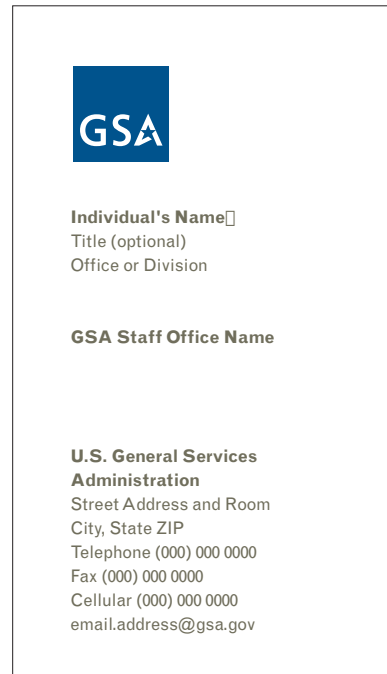 GSA
Individual's Name
Title (optional)
Office or Division
GSA Staff Office Name
U.S. General Services
Administration
Street Address and Room
City, State ZIP
Telephone (000) 000 0000
Fax (000) 000 0000
Cellular (000) 000 0000
email.address@gsa.gov